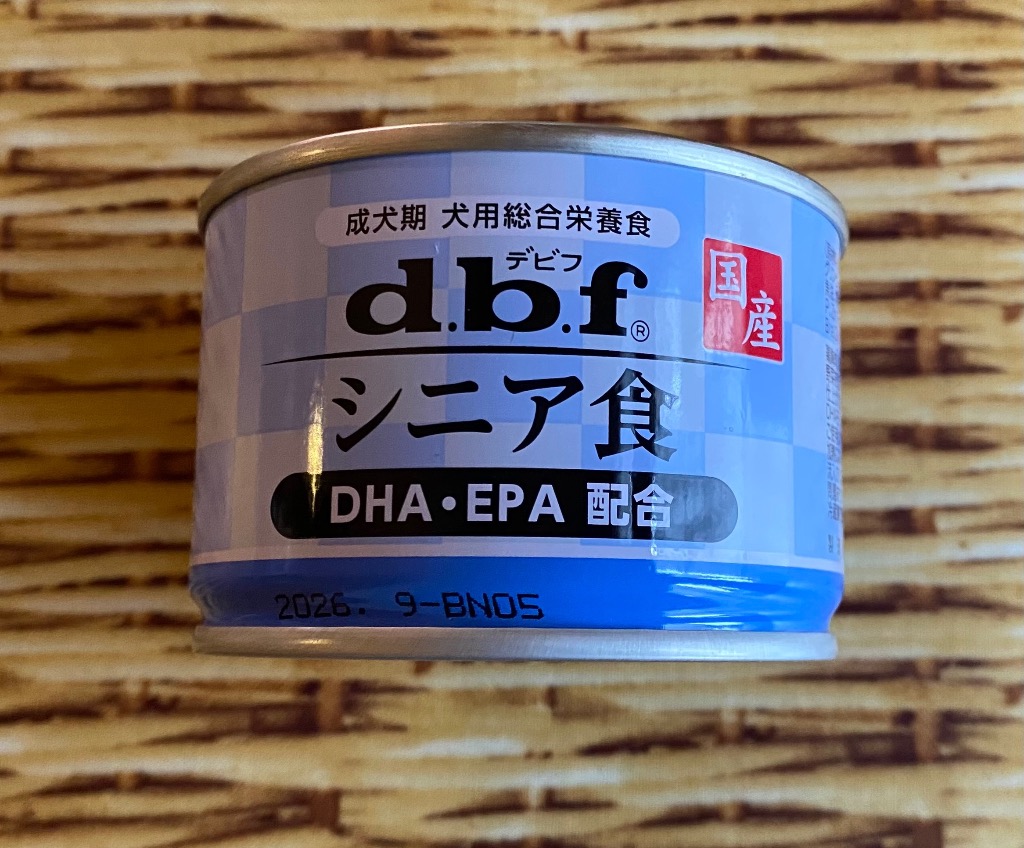 成犬期 犬用総合栄養食
デビフ
d.b.f®
国産
シニア食
DHA・EPA 配合
2026. 9-BN05